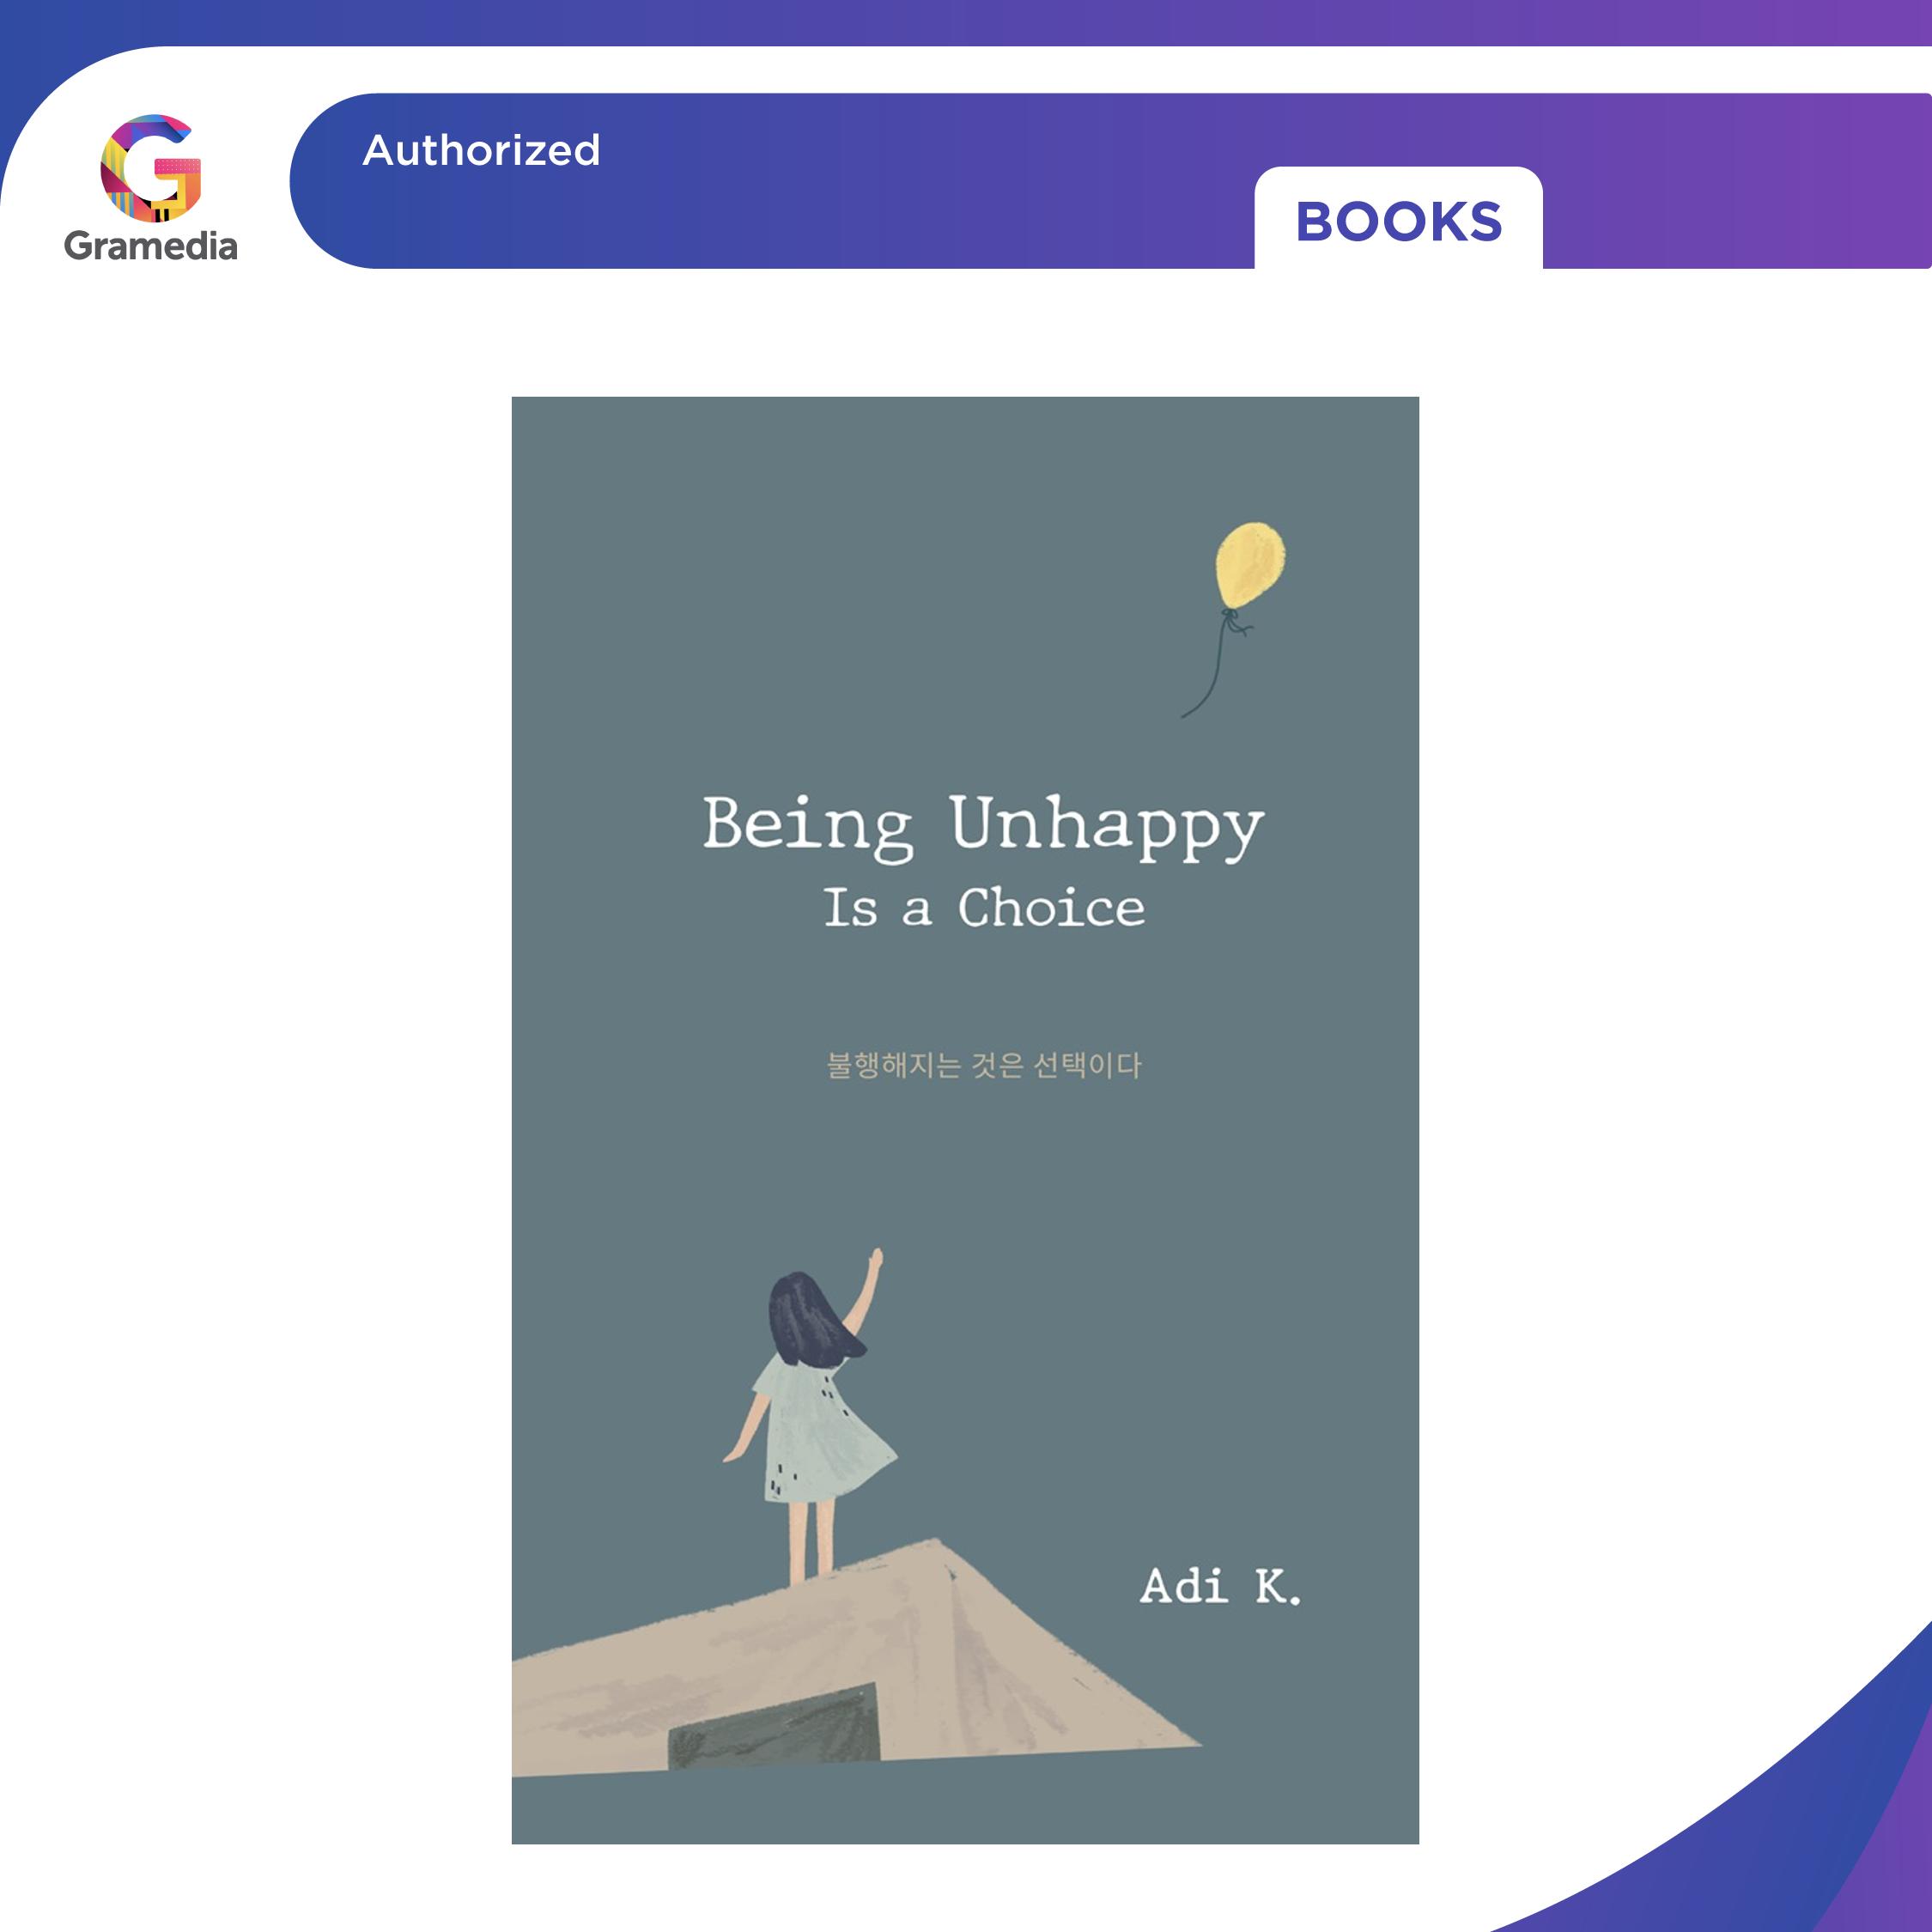 Gramedia
Authorized
BOOKS
Being Unhappy
Is a Choice
불행해지는 것은 선택이다
Adi K.